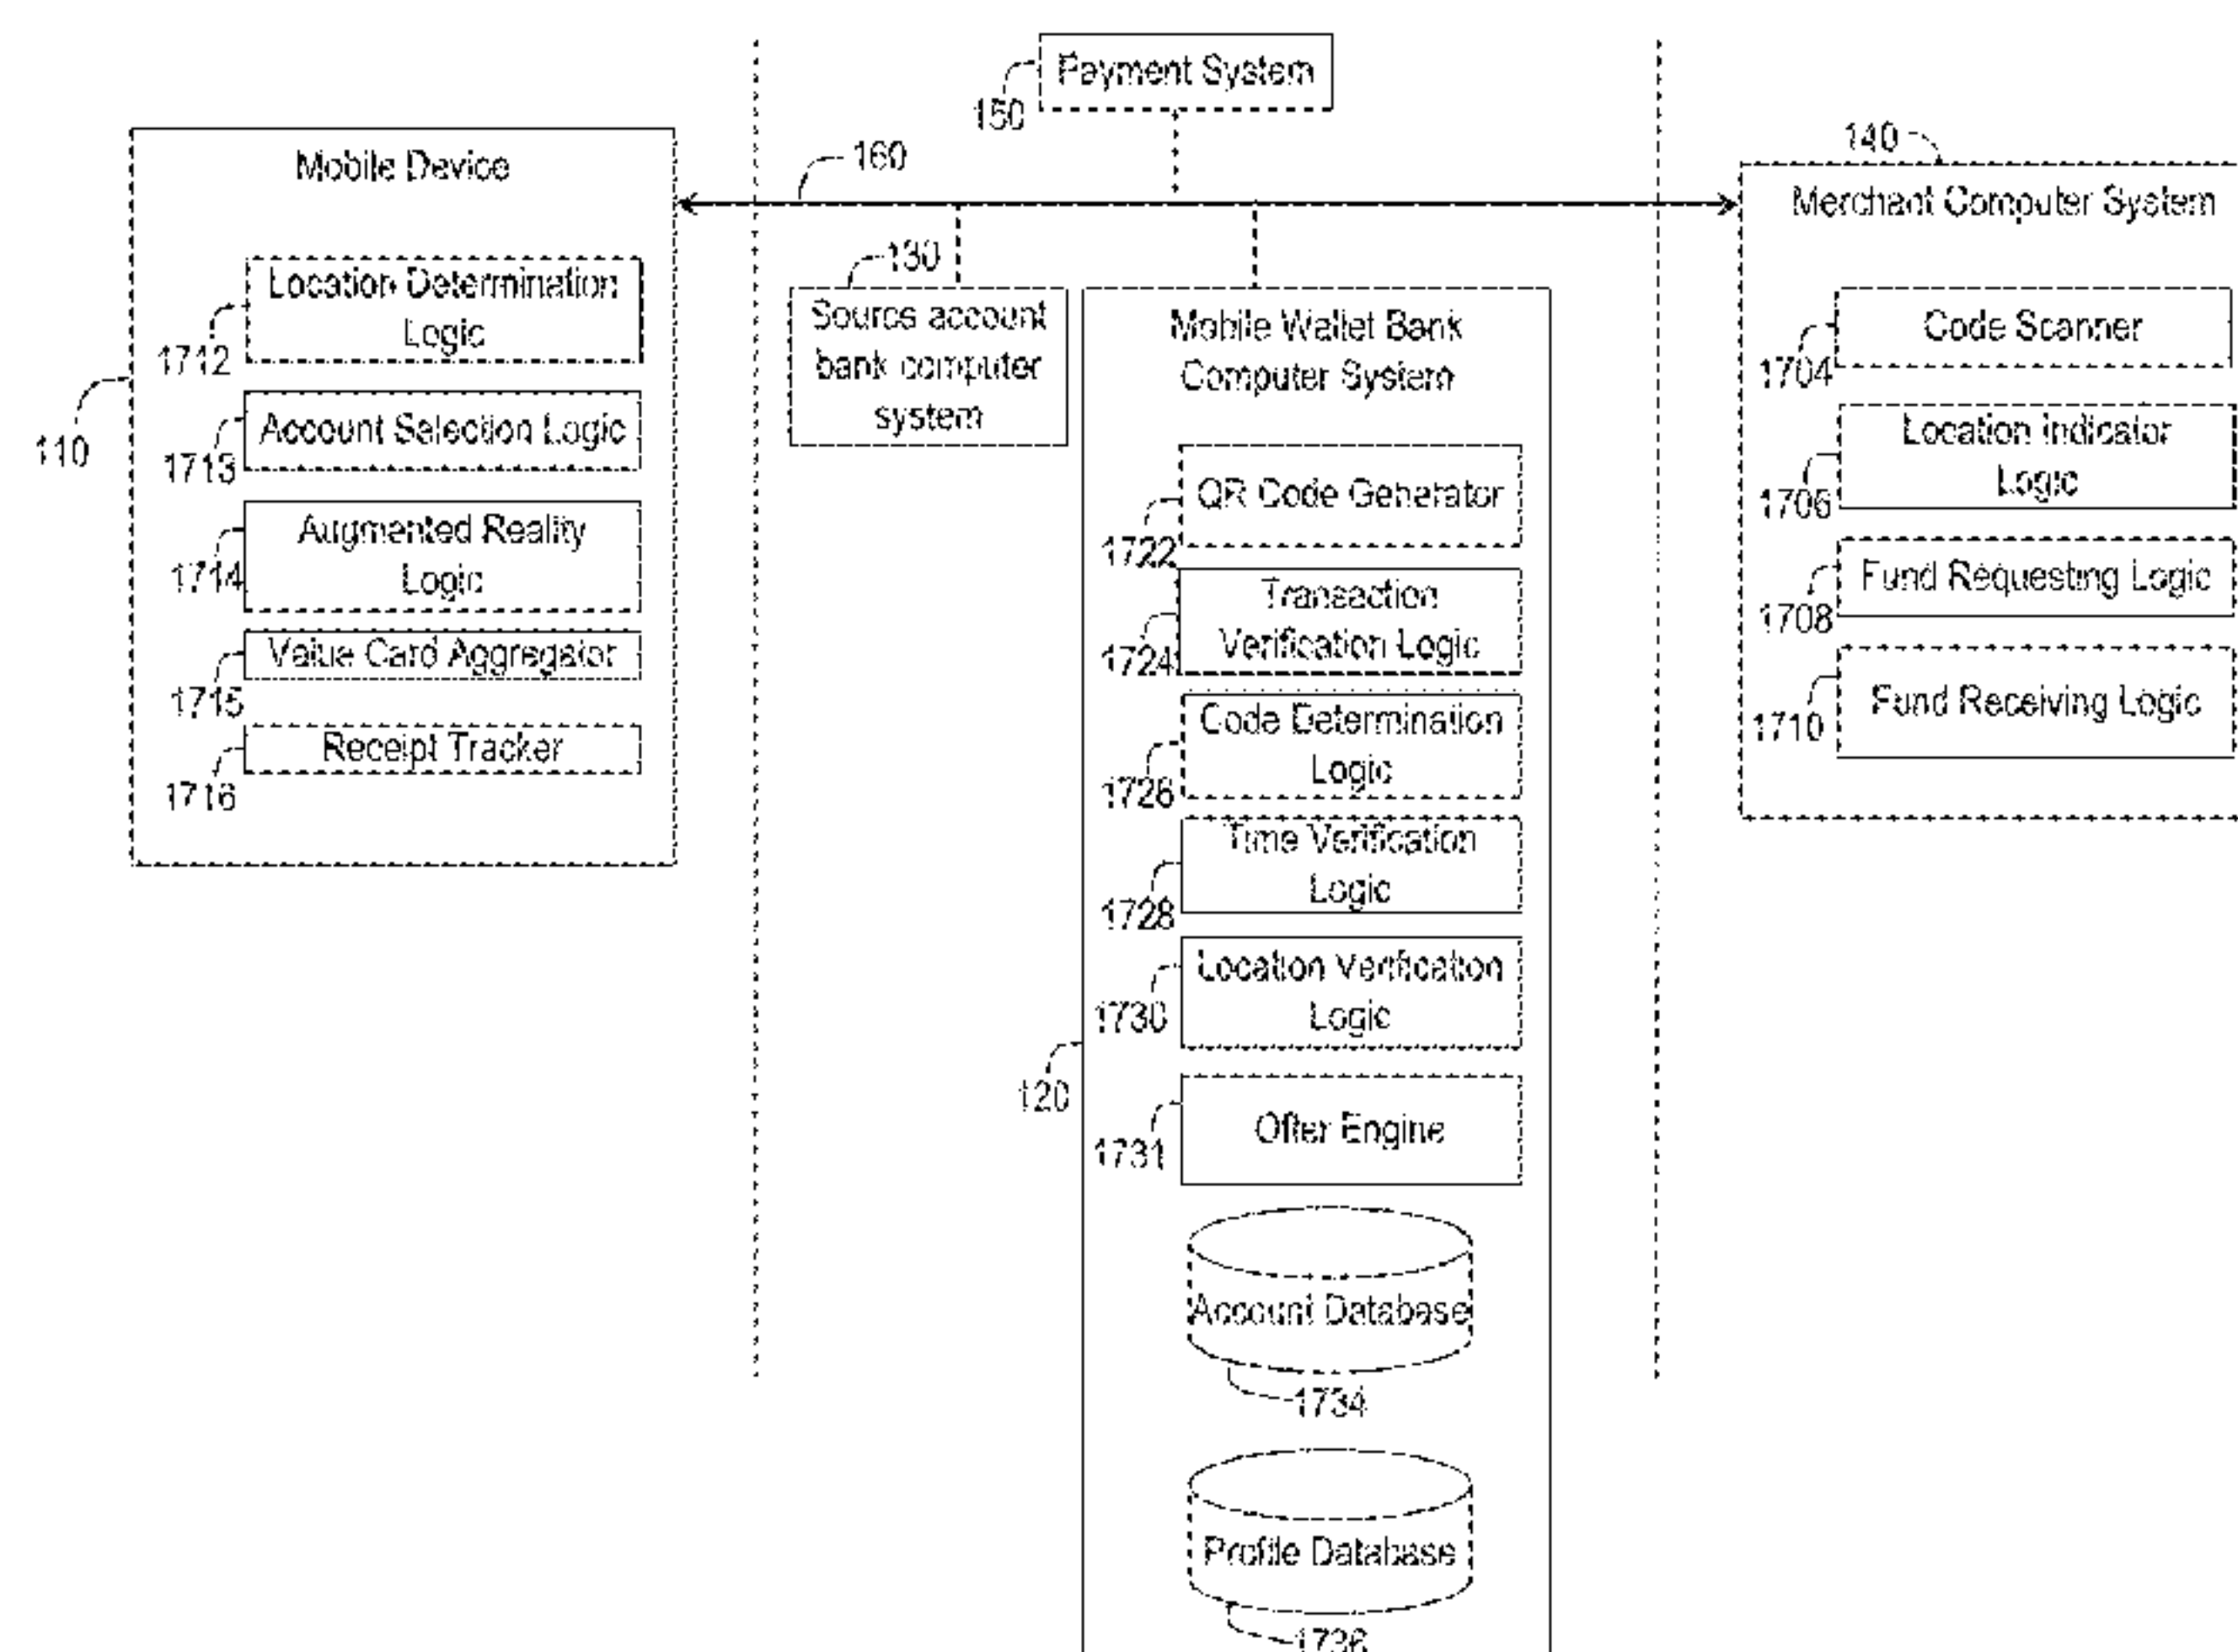 Payment System
150
Mobile Device
160
Location Determination
Logic
1712
Account Selection Logic
1713
110
Augmented Reality
Logic
1714
Value Card Aggregator
1715
Receipt Tracker
1716
130
Source account
bank computer
system
Mobile Wallet Bank
Computer System
QR Code Generator
1722
Transaction
Verification Logic
1724
Code Determination
Logic
1726
Time Verification
Logic
1728
Location Verification
Logic
1730
120
Offer Engine
1731
Account Database
1734
Profile Database
1736
140
Merchant Computer System
Code Scanner
1704
Location Indicator
Logic
1706
Fund Requesting Logic
1708
Fund Receiving Logic
1710